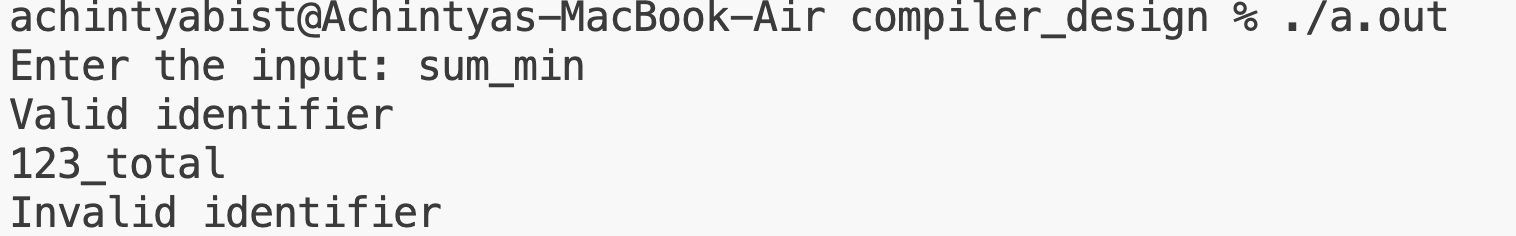 achintyabist@Achintyas-MacBook-Air compiler_design % ./a.out
Enter the input: sum_min
Valid identifier
123_total
Invalid identifier